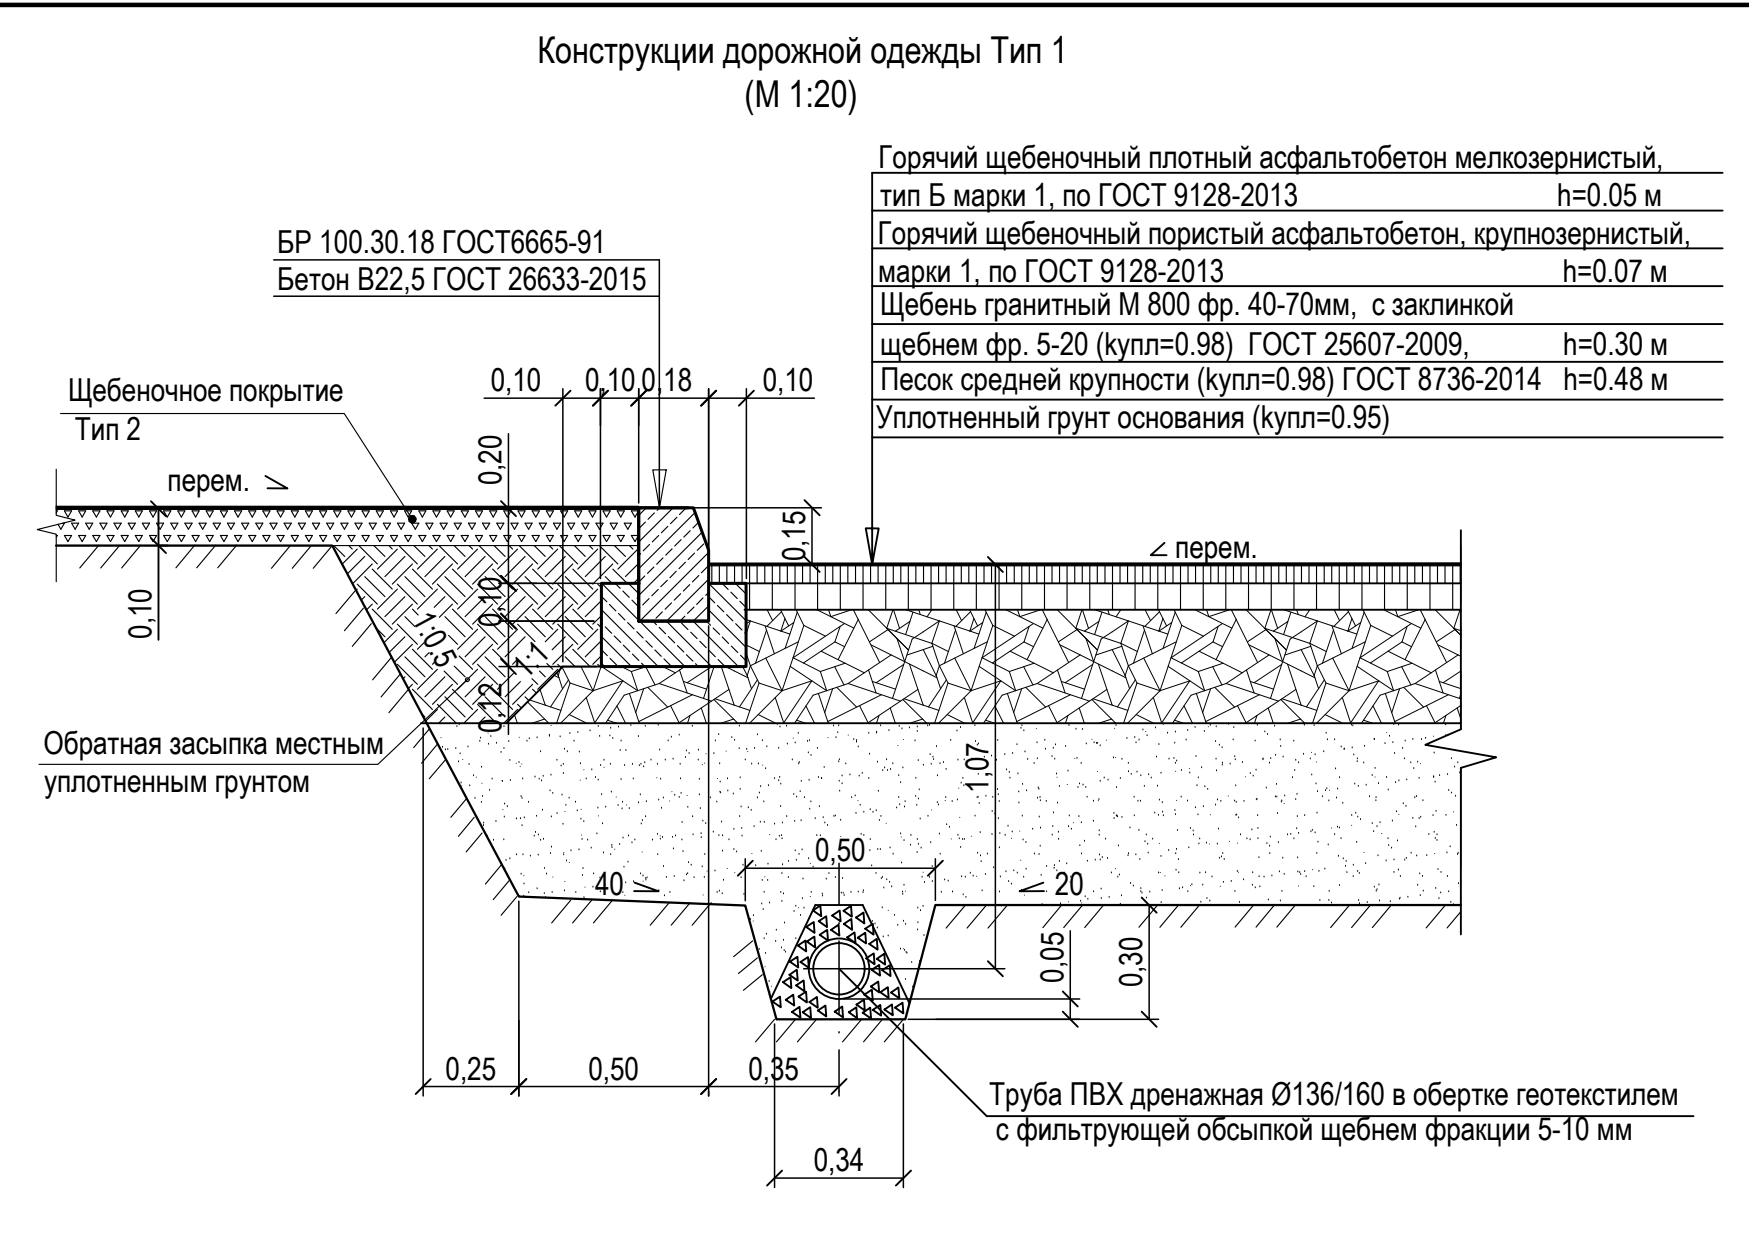 Конструкции дорожной одежды Тип 1
(М 1:20)
Горячий щебеночный плотный асфальтобетон мелкозернистый,
тип Б марки 1, по ГОСТ 9128-2013 h=0.05 м
Горячий щебеночный пористый асфальтобетон, крупнозернистый,
марки 1, по ГОСТ 9128-2013 h=0.07 м
Щебень гранитный М 800 фр. 40-70мм, с заклинкой
щебнем фр. 5-20 (kупл=0.98) ГОСТ 25607-2009, h=0.30 м
Песок средней крупности (kупл=0.98) ГОСТ 8736-2014 h=0.48 м
Уплотненный грунт основания (kупл=0.95)
БР 100.30.18 ГОСТ6665-91
Бетон В22,5 ГОСТ 26633-2015
Щебеночное покрытие
Тип 2
0,10 0,10 0,18 0,10
0,20
перем.
0,15
перем.
0,10
0,10
1:0.5
1:1
0,12
Обратная засыпка местным
уплотненным грунтом
1.07
0,50
40
20
0,05
0,30
0,25 0,50 0,35
Труба ПВХ дренажная Ø136/160 в обертке геотекстилем
с фильтрующей обсыпкой щебнем фракции 5-10 мм
0,34